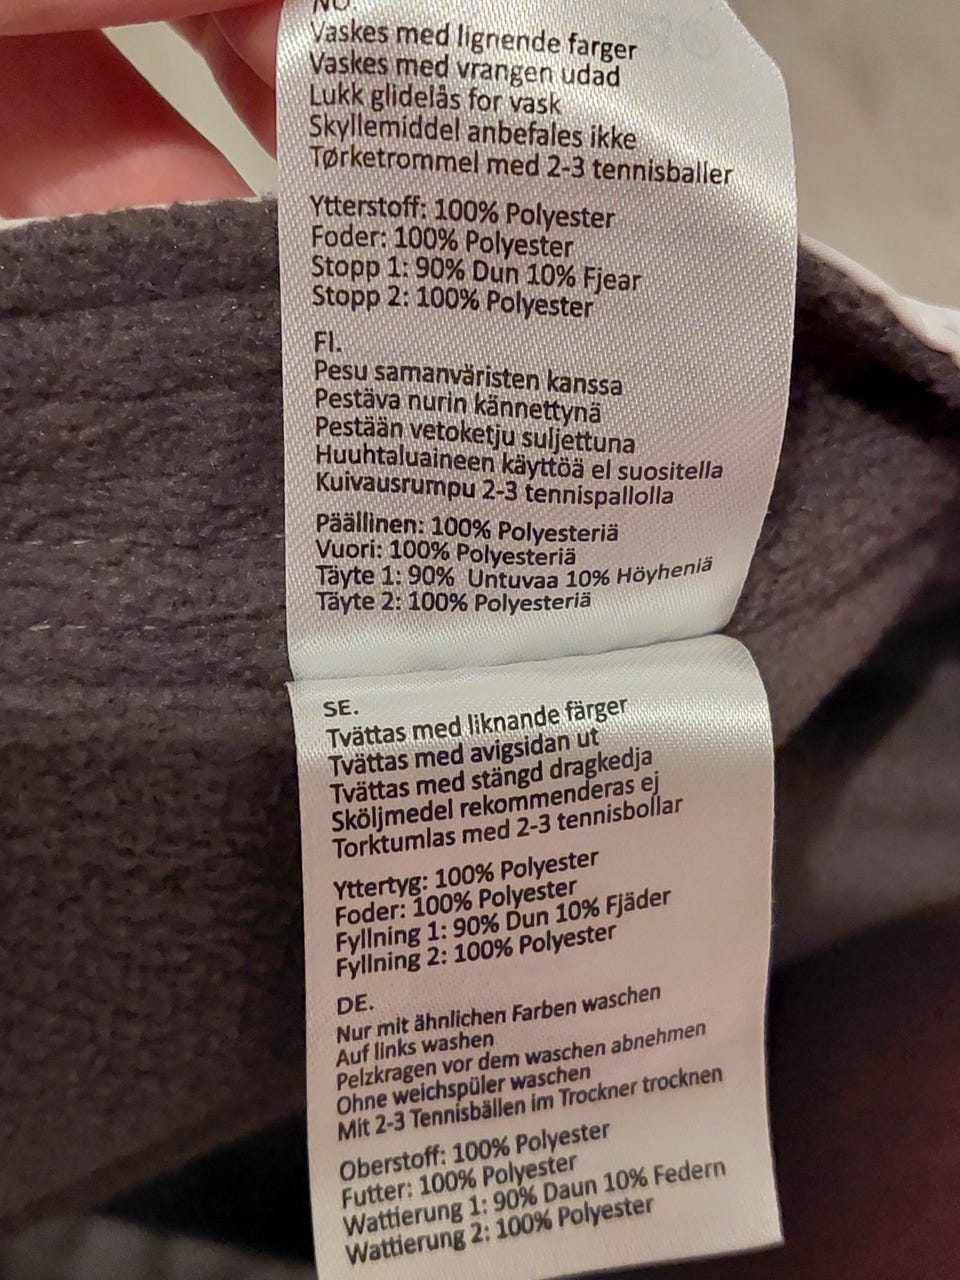 NO.
Vaskes med lignende farger
Vaskes med vrangen udad
Lukk glidelås for vask
Skyllemiddel anbefales ikke
Tørketrommel med 2-3 tennisballer
Ytterstoff: 100% Polyester
Foder: 100% Polyester
Stopp 1: 90% Dun 10% Fjear
Stopp 2: 100% Polyester
FI.
Pesu samanväristen kanssa
Pestäva nurin kännettynä
Pestään vetoketju suljettuna
Huuhtaluaineen käyttöä el suositella
Kuivausrumpu 2-3 tennispallolla
Päällinen: 100% Polyesteriä
Vuori: 100% Polyesteriä
Täyte 1: 90% Untuvaa 10% Höyheniä
Täyte 2: 100% Polyesteriä
SE.
Tvättas med liknande färger
Tvättas med avigsidan ut
Tvättas med stängd dragkedja
Sköljmedel rekommenderas ej
Torktumlas med 2-3 tennisbollar
Yttertyg: 100% Polyester
Foder: 100% Polyester
Fyllning 1: 90% Dun 10% Fjäder
Fyllning 2: 100% Polyester
DE.
Nur mit ähnlichen Farben waschen
Auf links washen
Pelzkragen vor dem waschen abnehmen
Ohne weichspüler waschen
Mit 2-3 Tennisbällen im Trockner trocknen
Oberstoff: 100% Polyester
Futter: 100% Polyester
Wattierung 1: 90% Daun 10% Federn
Wattierung 2: 100% Polyester